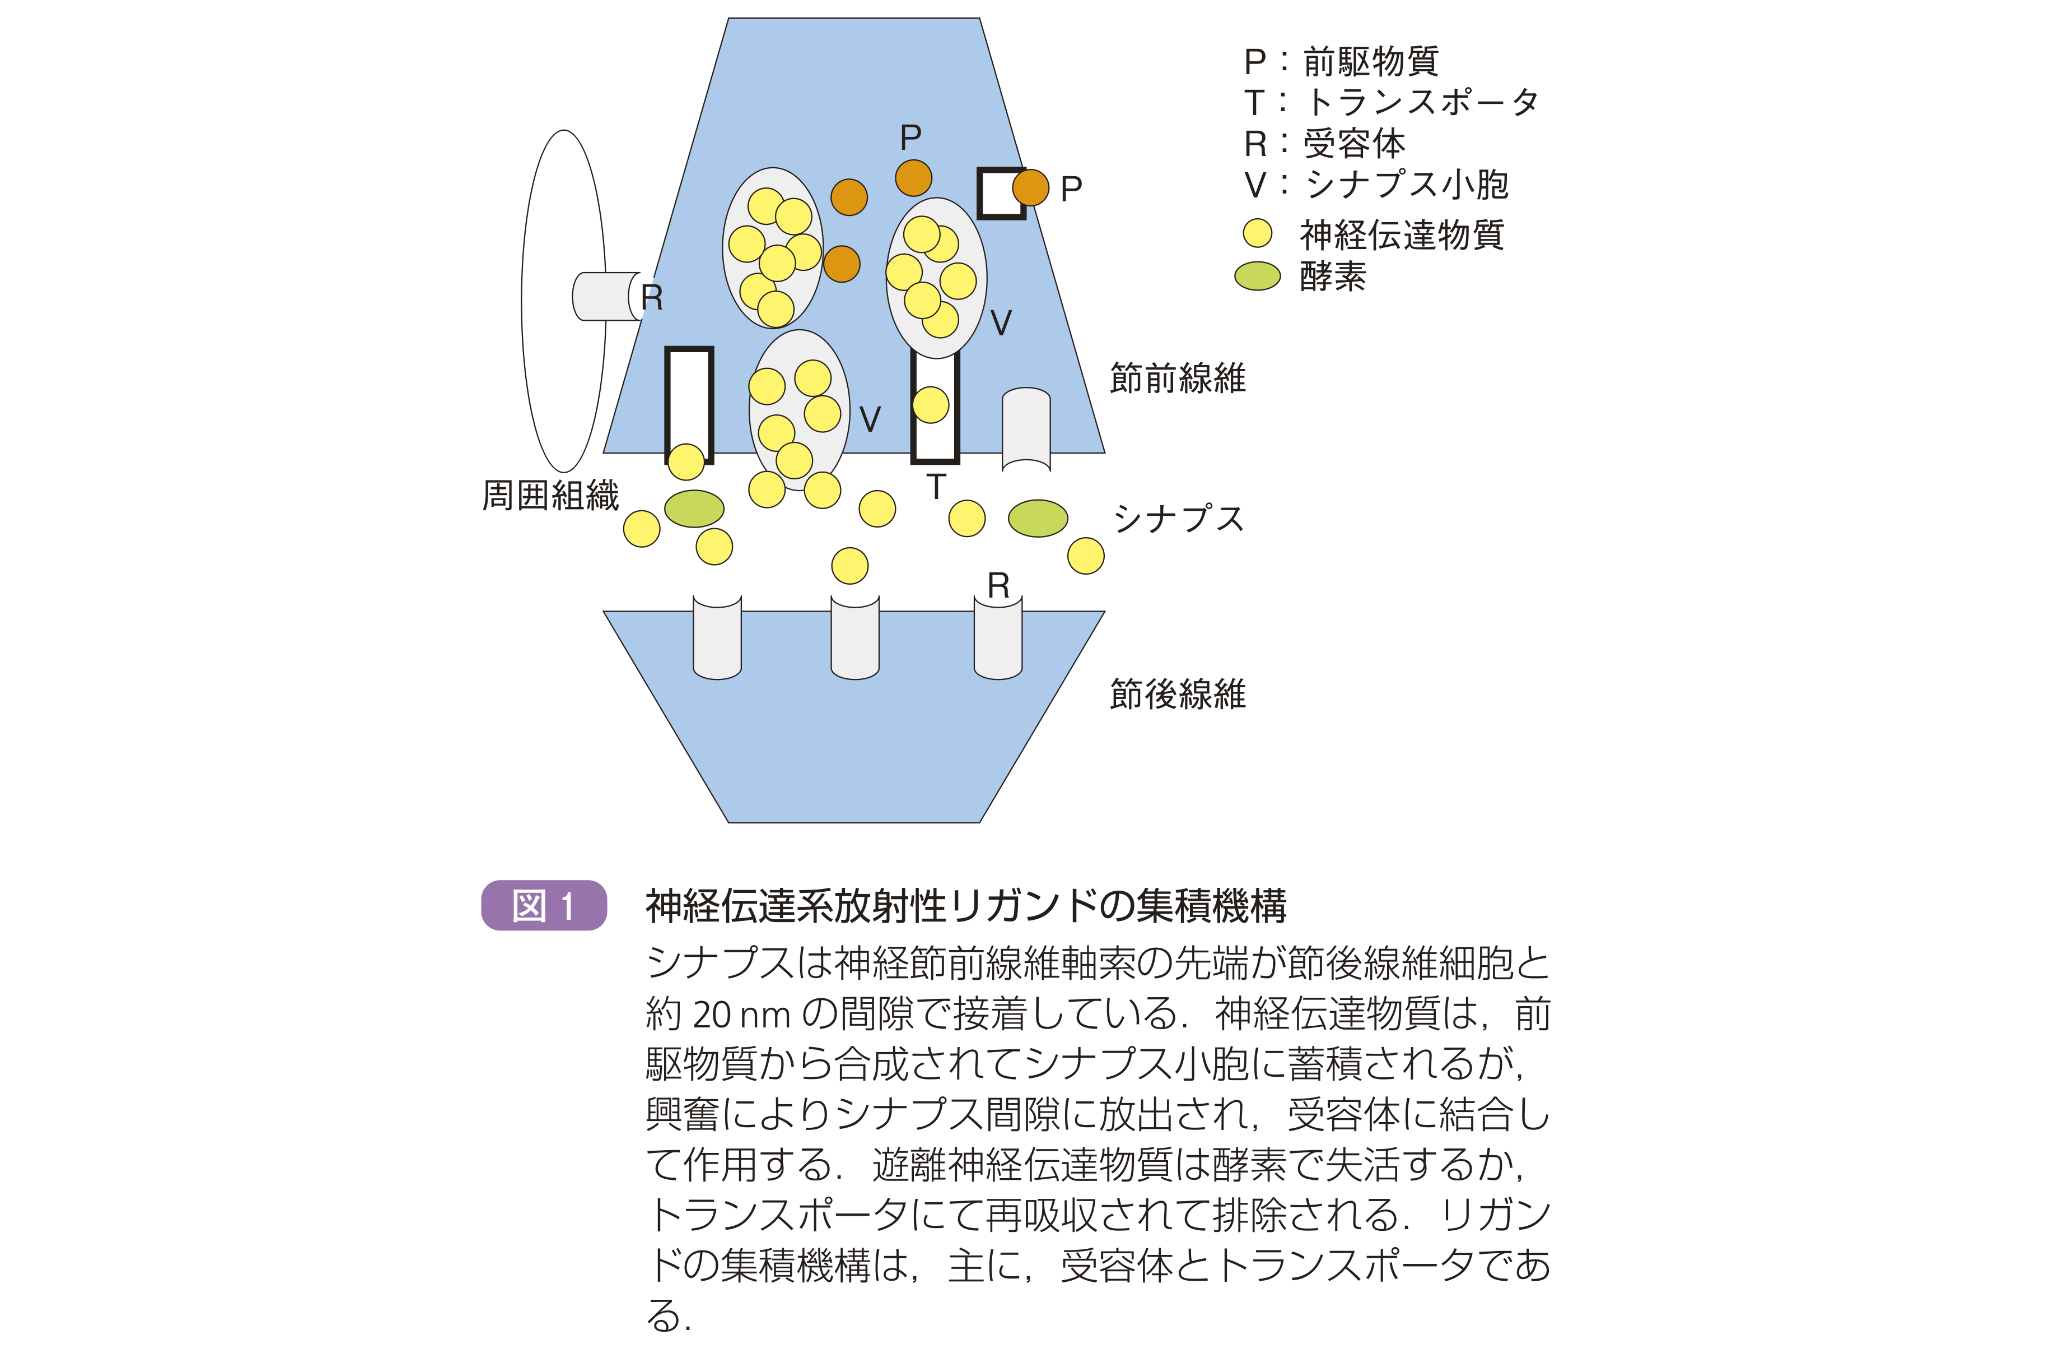 P：前駆物質
T：トランスポータ
R：受容体
V：シナプス小胞
神経伝達物質
酵素
P
P
R
V
V
節前線維
周囲組織
T
シナプス
R
節後線維
図1
神経伝達系放射性リガンドの集積機構
シナプスは神経節前線維軸索の先端が節後線維細胞と
約 20 nm の間隙で接着している．神経伝達物質は，前
駆物質から合成されてシナプス小胞に蓄積されるが，
興奮によりシナプス間隙に放出され，受容体に結合し
て作用する．遊離神経伝達物質は酵素で失活するか，
トランスポータにて再吸収されて排除される．リガン
ドの集積機構は，主に，受容体とトランスポータであ
る．